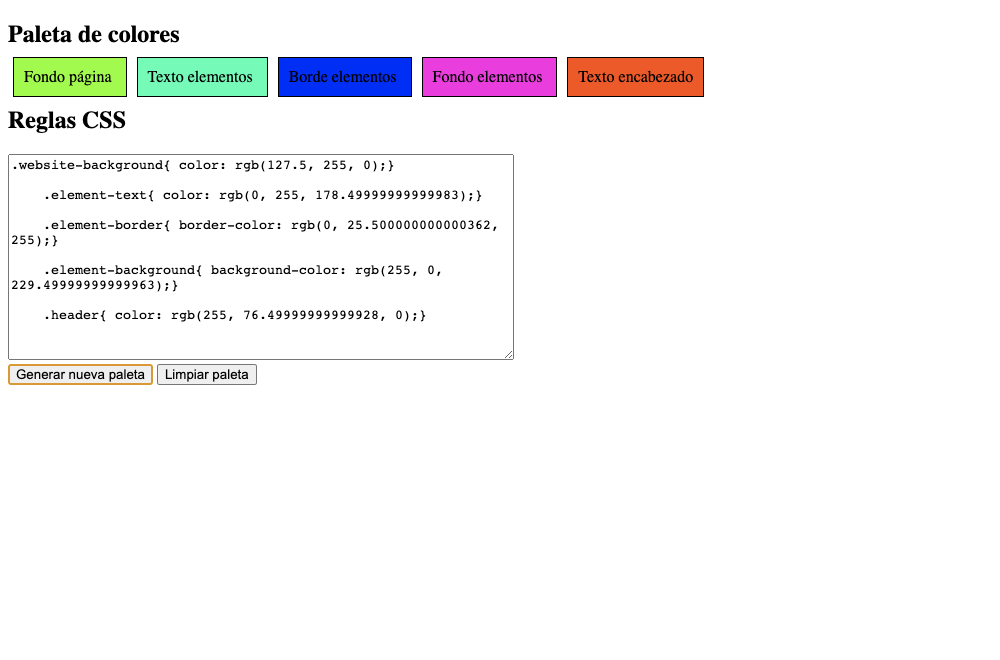 Paleta de colores
Fondo página Texto elementos Borde elementos Fondo elementos Texto encabezado
Reglas CSS
.website-background{ color: rgb(127.5, 255, 0);}
.element-text{ color: rgb(0, 255, 178.49999999999983);}
.element-border{ border-color: rgb(0, 25.500000000000362,
255);}
.element-background{ background-color: rgb(255, 0,
229.49999999999963);}
.header{ color: rgb(255, 76.49999999999928, 0);}
Generar nueva paleta Limpiar paleta